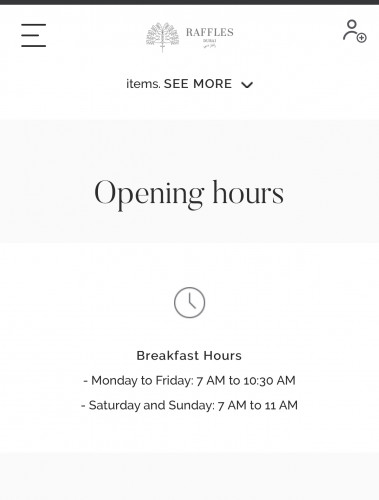 RAFFLES
DUBAI
items. SEE MORE
Opening hours
Breakfast Hours
- Monday to Friday: 7 AM to 10:30 AM
- Saturday and Sunday: 7 AM to 11 AM